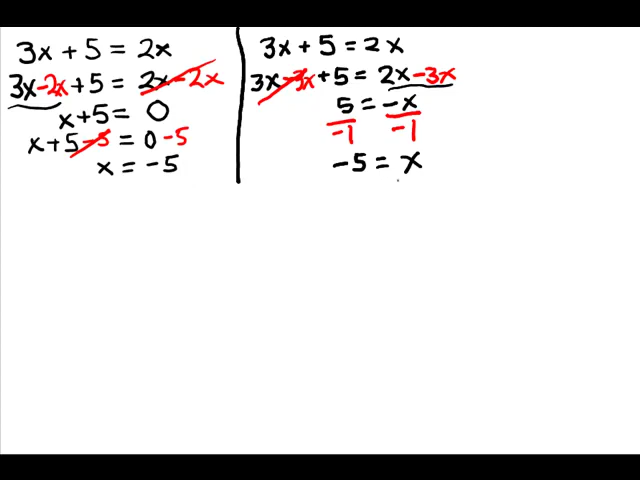 3x + 5 = 2x
3x - 2x + 5 = 2x - 2x
x + 5 = 0
x + 5 - 5 = 0 - 5
x = -5
3x + 5 = 2x
3x - 3x + 5 = 2x - 3x
5 = -x
-1 -1
-5 = x